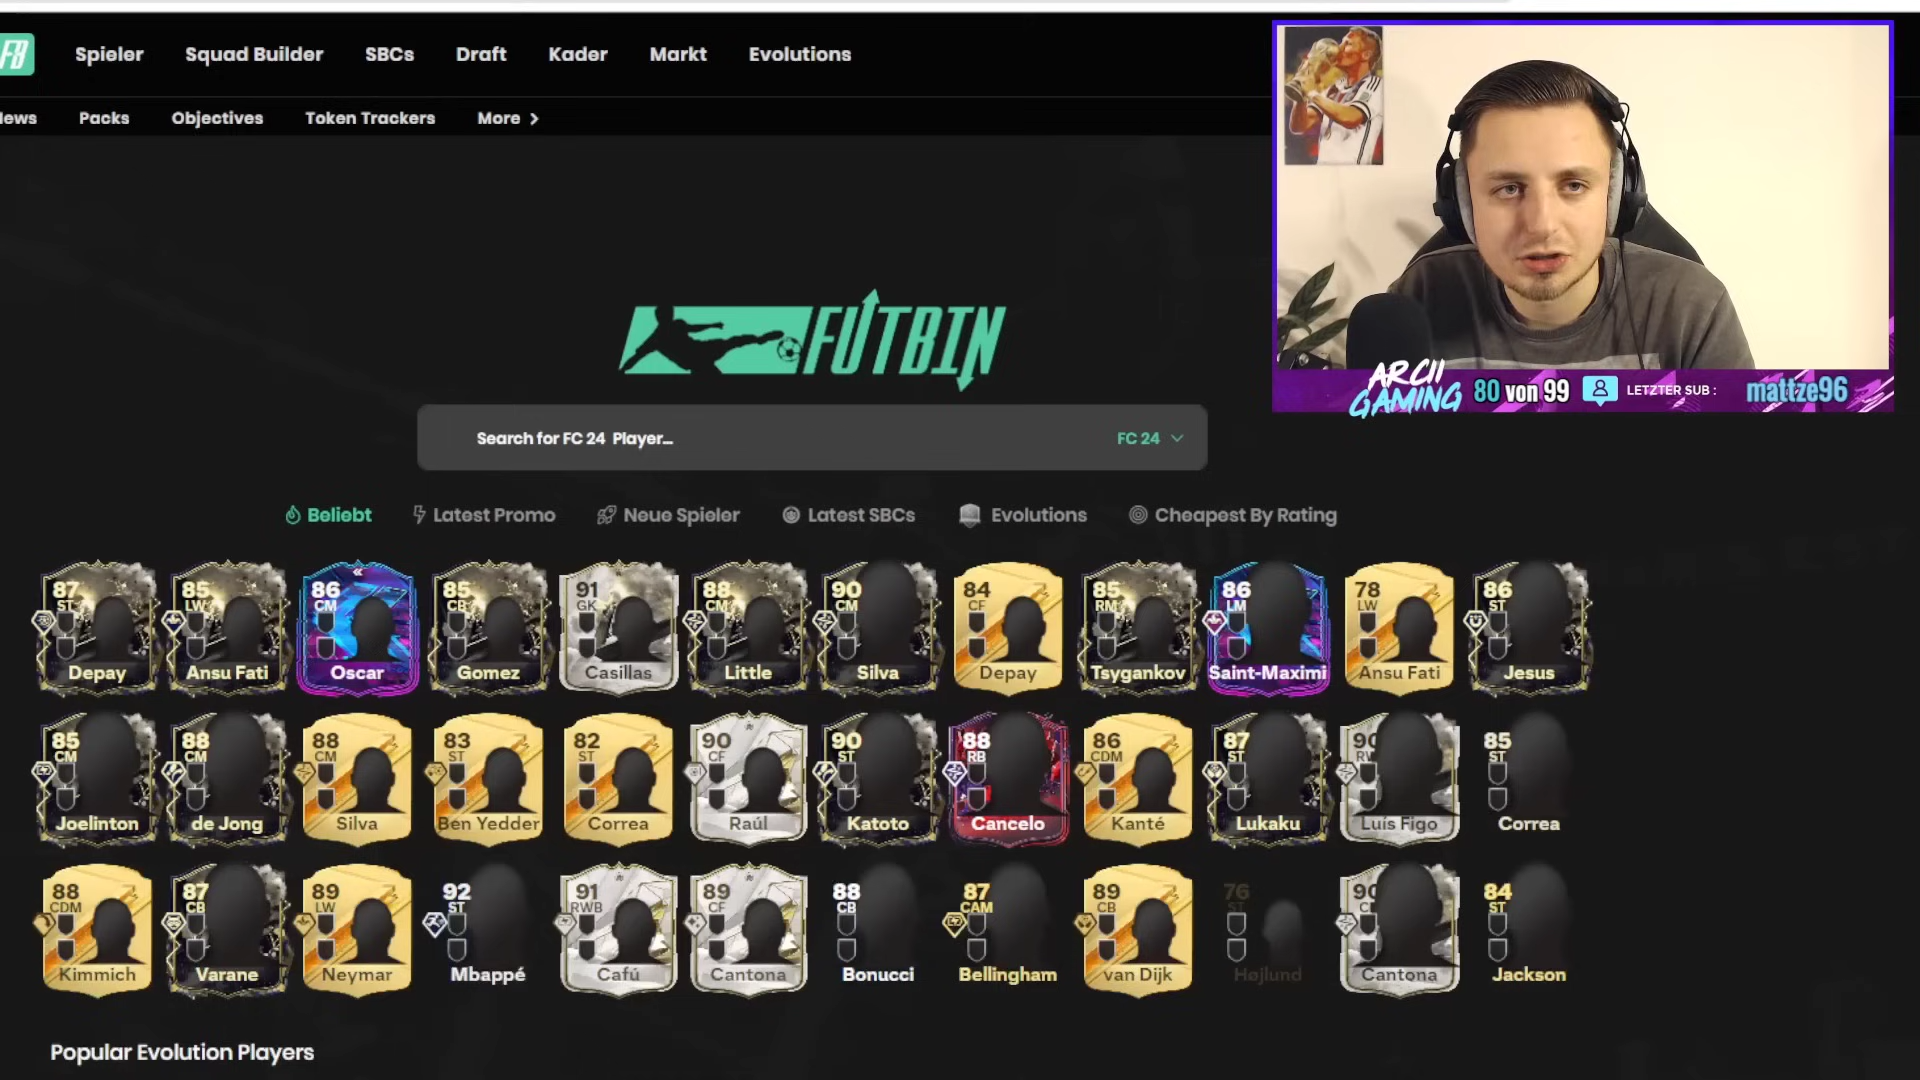 FB Spieler Squad Builder SBCs Draft Kader Markt Evolutions
Packs Objectives Token Trackers More
FUTBIN
Search for FC 24 Player... FC 24
Beliebt Latest Promo Neue Spieler Latest SBCs Evolutions Cheapest By Rating
87 ST Depay
85 LW Ansu Fati
86 CM Oscar
85 CB Gomez
91 GK Casillas
88 CM Little
90 CM Silva
84 CF Depay
85 RM Tsygankov
86 LM Saint-Maximi
78 LW Ansu Fati
86 ST Jesus
85 CM Joelinton
88 CM de Jong
88 CM Silva
83 ST Ben Yedder
82 ST Correa
90 CF Raúl
90 ST Katoto
88 RB Cancelo
86 CDM Kanté
87 ST Lukaku
90 Luís Figo
85 ST Correa
88 CDM Kimmich
87 CB Varane
89 LW Neymar
92 ST Mbappé
91 RWB Cafú
89 CF Cantona
88 CB Bonucci
87 CAM Bellingham
89 CB van Dijk
76 ST Højlund
90 Cantona
84 ST Jackson
Popular Evolution Players
ARCII GAMING 80 von 99 LETZTER SUB : mattze96